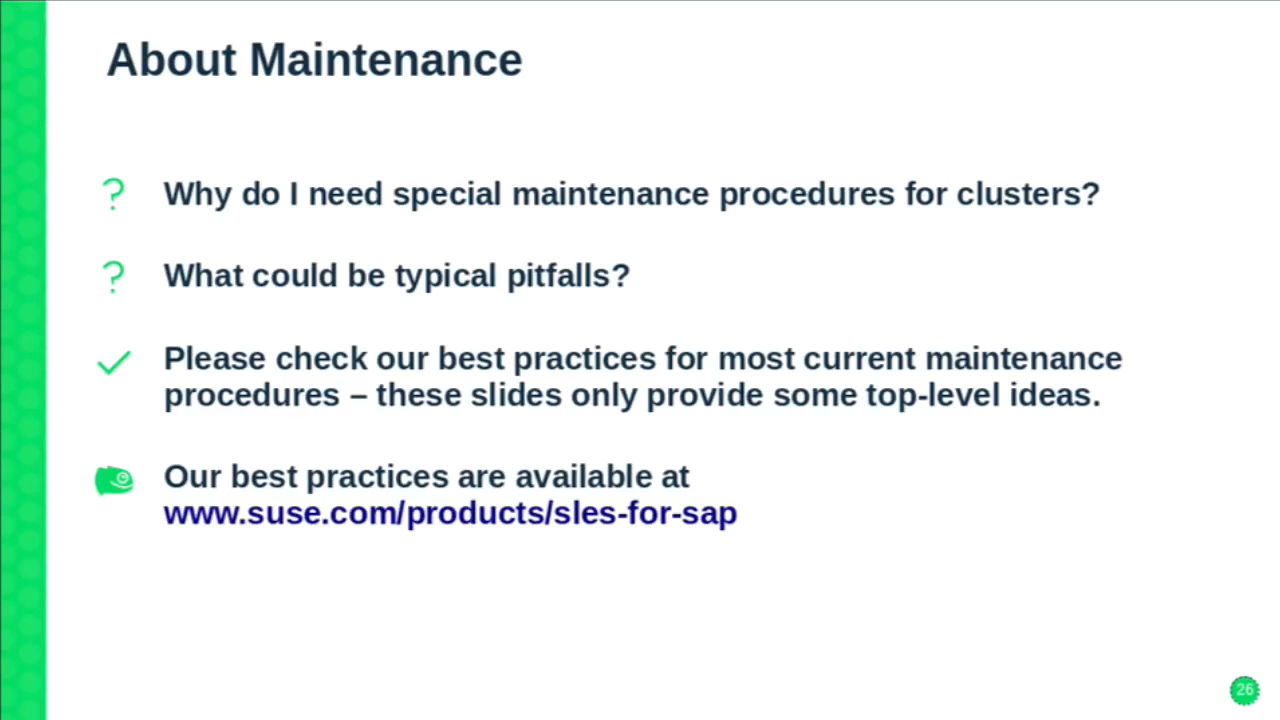 About Maintenance
Why do I need special maintenance procedures for clusters?
What could be typical pitfalls?
Please check our best practices for most current maintenance
procedures – these slides only provide some top-level ideas.
Our best practices are available at
www.suse.com/products/sles-for-sap
26